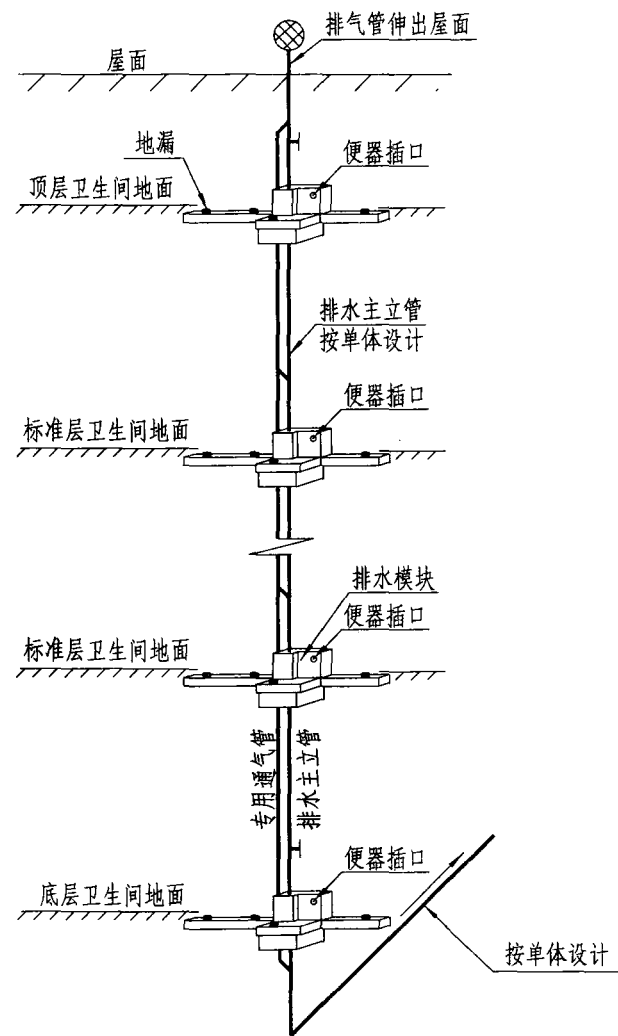 排气管伸出屋面
屋面
地漏
便器插口
顶层卫生间地面
排水主立管
按单体设计
便器插口
标准层卫生间地面
排水模块
便器插口
标准层卫生间地面
专用通气管
排水主立管
便器插口
底层卫生间地面
按单体设计